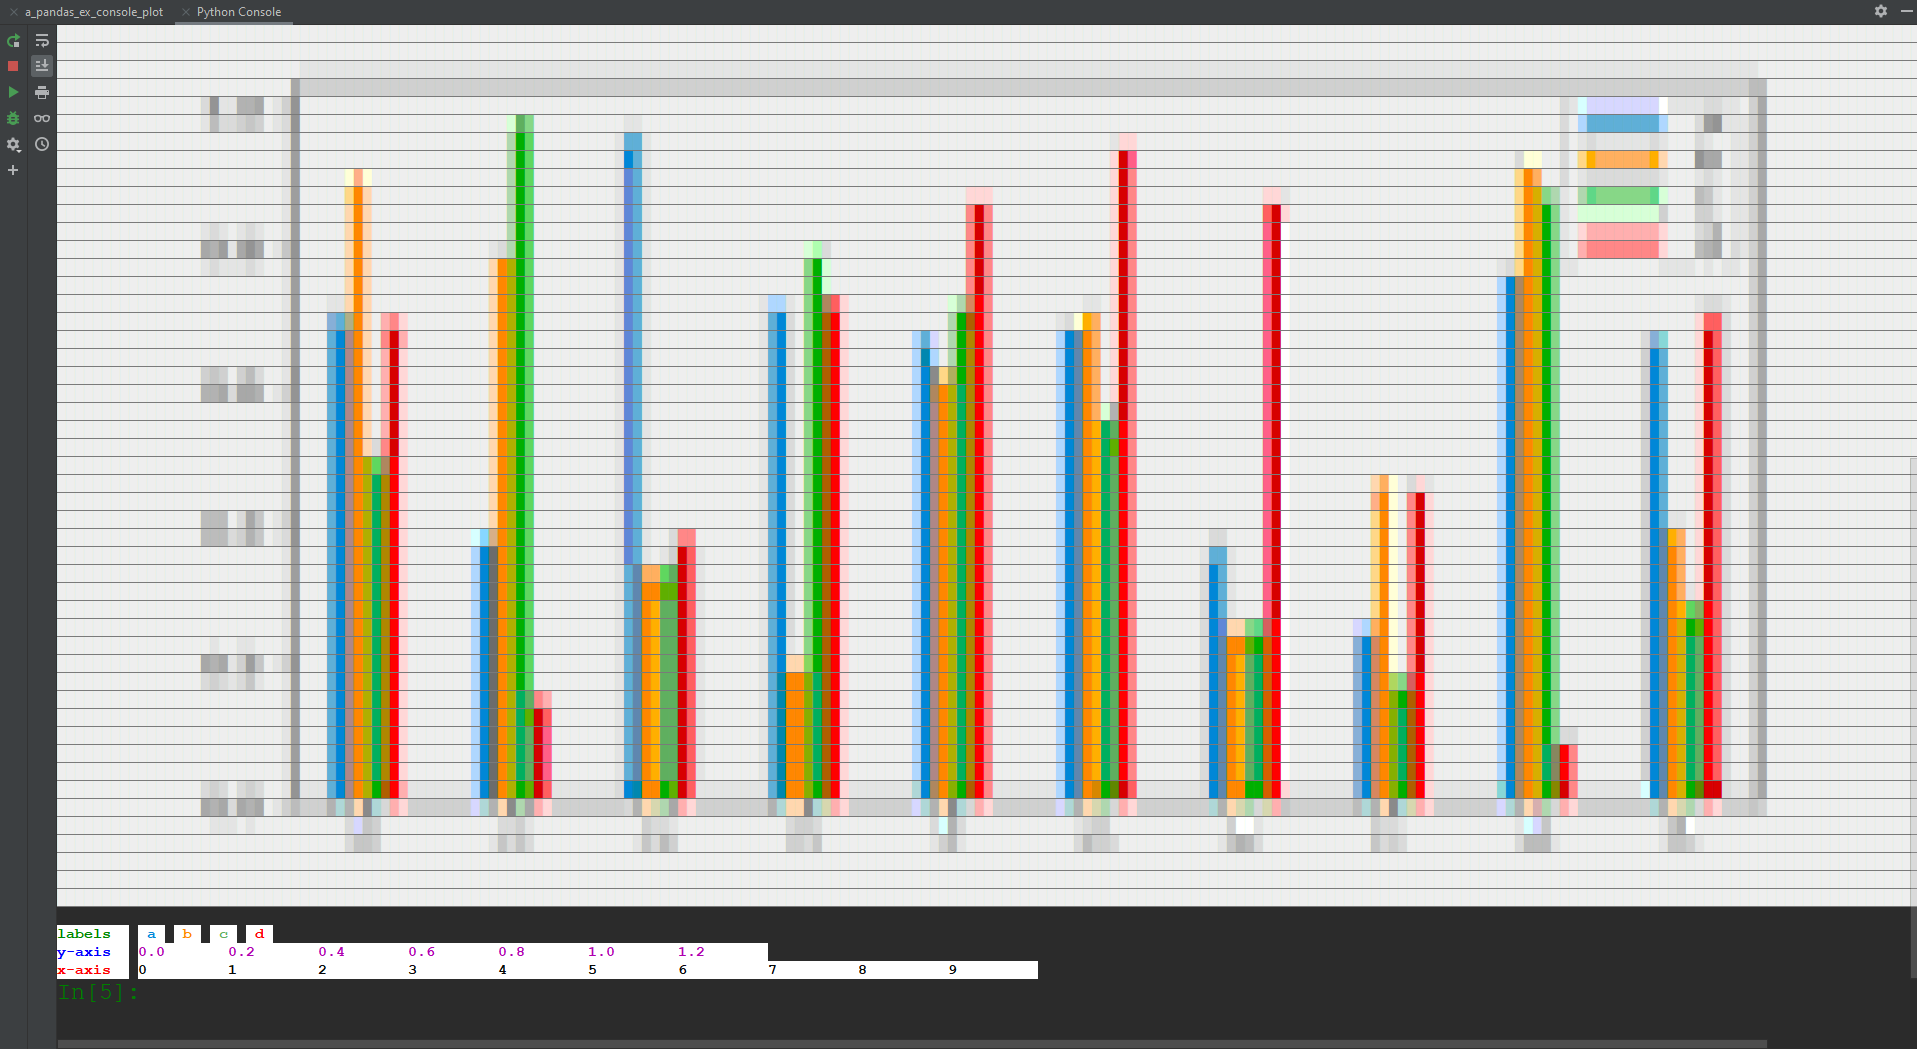 a_pandas_ex_console_plot Python Console
labels a b c d
y-axis 0.0 0.2 0.4 0.6 0.8 1.0 1.2
x-axis 0 1 2 3 4 5 6 7 8 9
In[5]: